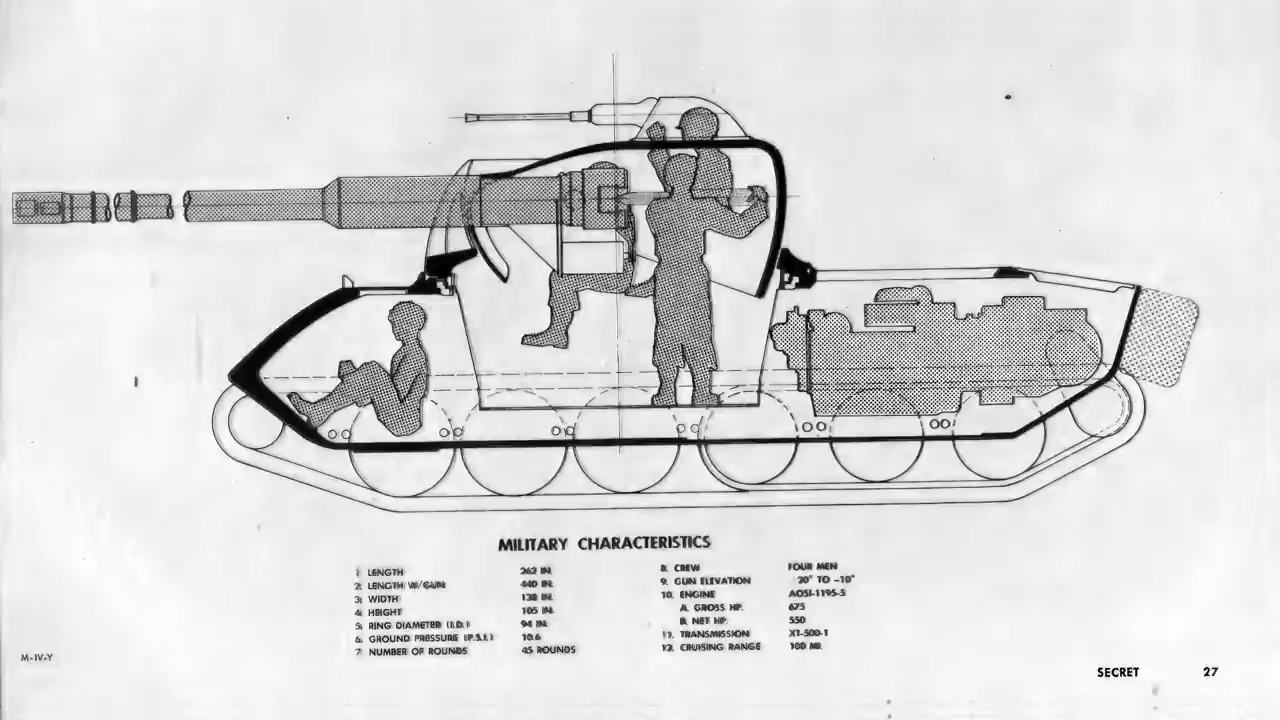 MILITARY CHARACTERISTICS
1. LENGTH 262 IN.
2. LENGTH W/GUN 440 IN.
3. WIDTH 138 IN.
4. HEIGHT 105 IN.
5. RING DIAMETER (I.D.) 94 IN.
6. GROUND PRESSURE (P.S.I.) 10.6
7. NUMBER OF ROUNDS 45 ROUNDS
8. CREW FOUR MEN
9. GUN ELEVATION 20° TO -10°
10. ENGINE AOSI-1195-5
A. GROSS HP. 675
B. NET HP. 550
11. TRANSMISSION XT-500-1
12. CRUISING RANGE 100 MI.
M-IV-Y
SECRET 27